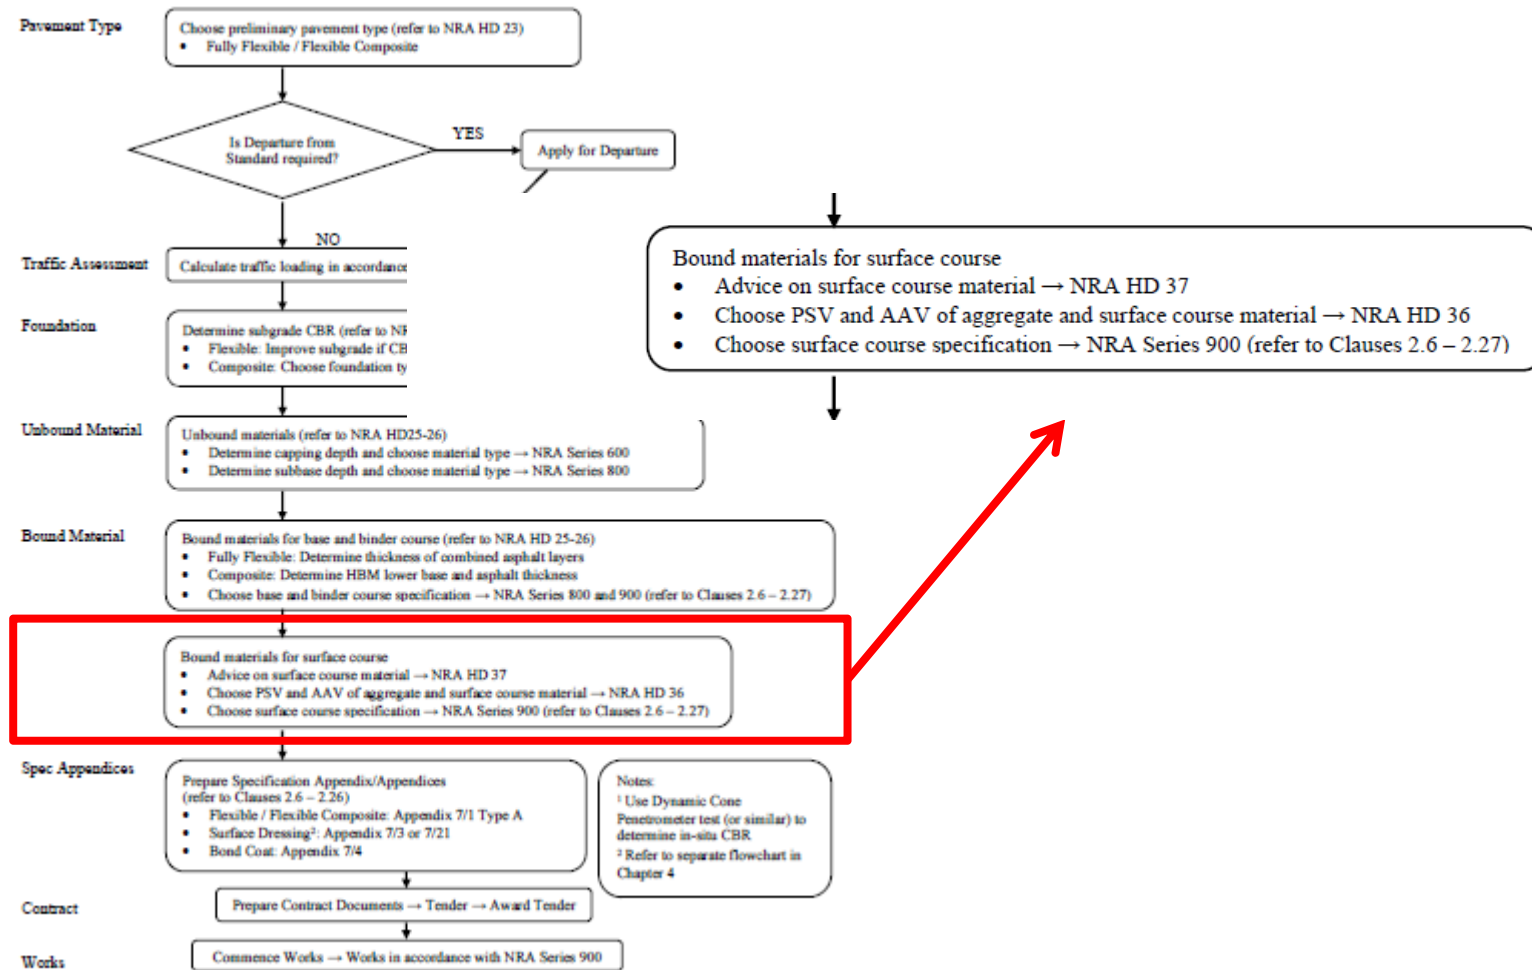 Pavement Type
Choose preliminary pavement type (refer to NRA HD 23)
• Fully Flexible / Flexible Composite
Is Departure from
Standard required?
YES
Apply for Departure
NO
Traffic Assessment
Calculate traffic loading in accordance
Foundation
Determine subgrade CBR (refer to NR
• Flexible: Improve subgrade if CB
• Composite: Choose foundation ty
Bound materials for surface course
• Advice on surface course material → NRA HD 37
• Choose PSV and AAV of aggregate and surface course material → NRA HD 36
• Choose surface course specification → NRA Series 900 (refer to Clauses 2.6 – 2.27)
Unbound Material
Unbound materials (refer to NRA HD25-26)
• Determine capping depth and choose material type → NRA Series 600
• Determine subbase depth and choose material type → NRA Series 800
Bound Material
Bound materials for base and binder course (refer to NRA HD 25-26)
• Fully Flexible: Determine thickness of combined asphalt layers
• Composite: Determine HBM lower base and asphalt thickness
• Choose base and binder course specification → NRA Series 800 and 900 (refer to Clauses 2.6 – 2.27)
Bound materials for surface course
• Advice on surface course material → NRA HD 37
• Choose PSV and AAV of aggregate and surface course material → NRA HD 36
• Choose surface course specification → NRA Series 900 (refer to Clauses 2.6 – 2.27)
Spec Appendices
Prepare Specification Appendix/Appendices
(refer to Clauses 2.6 – 2.26)
• Flexible / Flexible Composite: Appendix 7/1 Type A
• Surface Dressing²: Appendix 7/3 or 7/21
• Bond Coat: Appendix 7/4
Notes:
¹ Use Dynamic Cone
Penetrometer test (or similar) to
determine in-situ CBR
² Refer to separate flowchart in
Chapter 4
Contract
Prepare Contract Documents → Tender → Award Tender
Works
Commence Works → Works in accordance with NRA Series 900